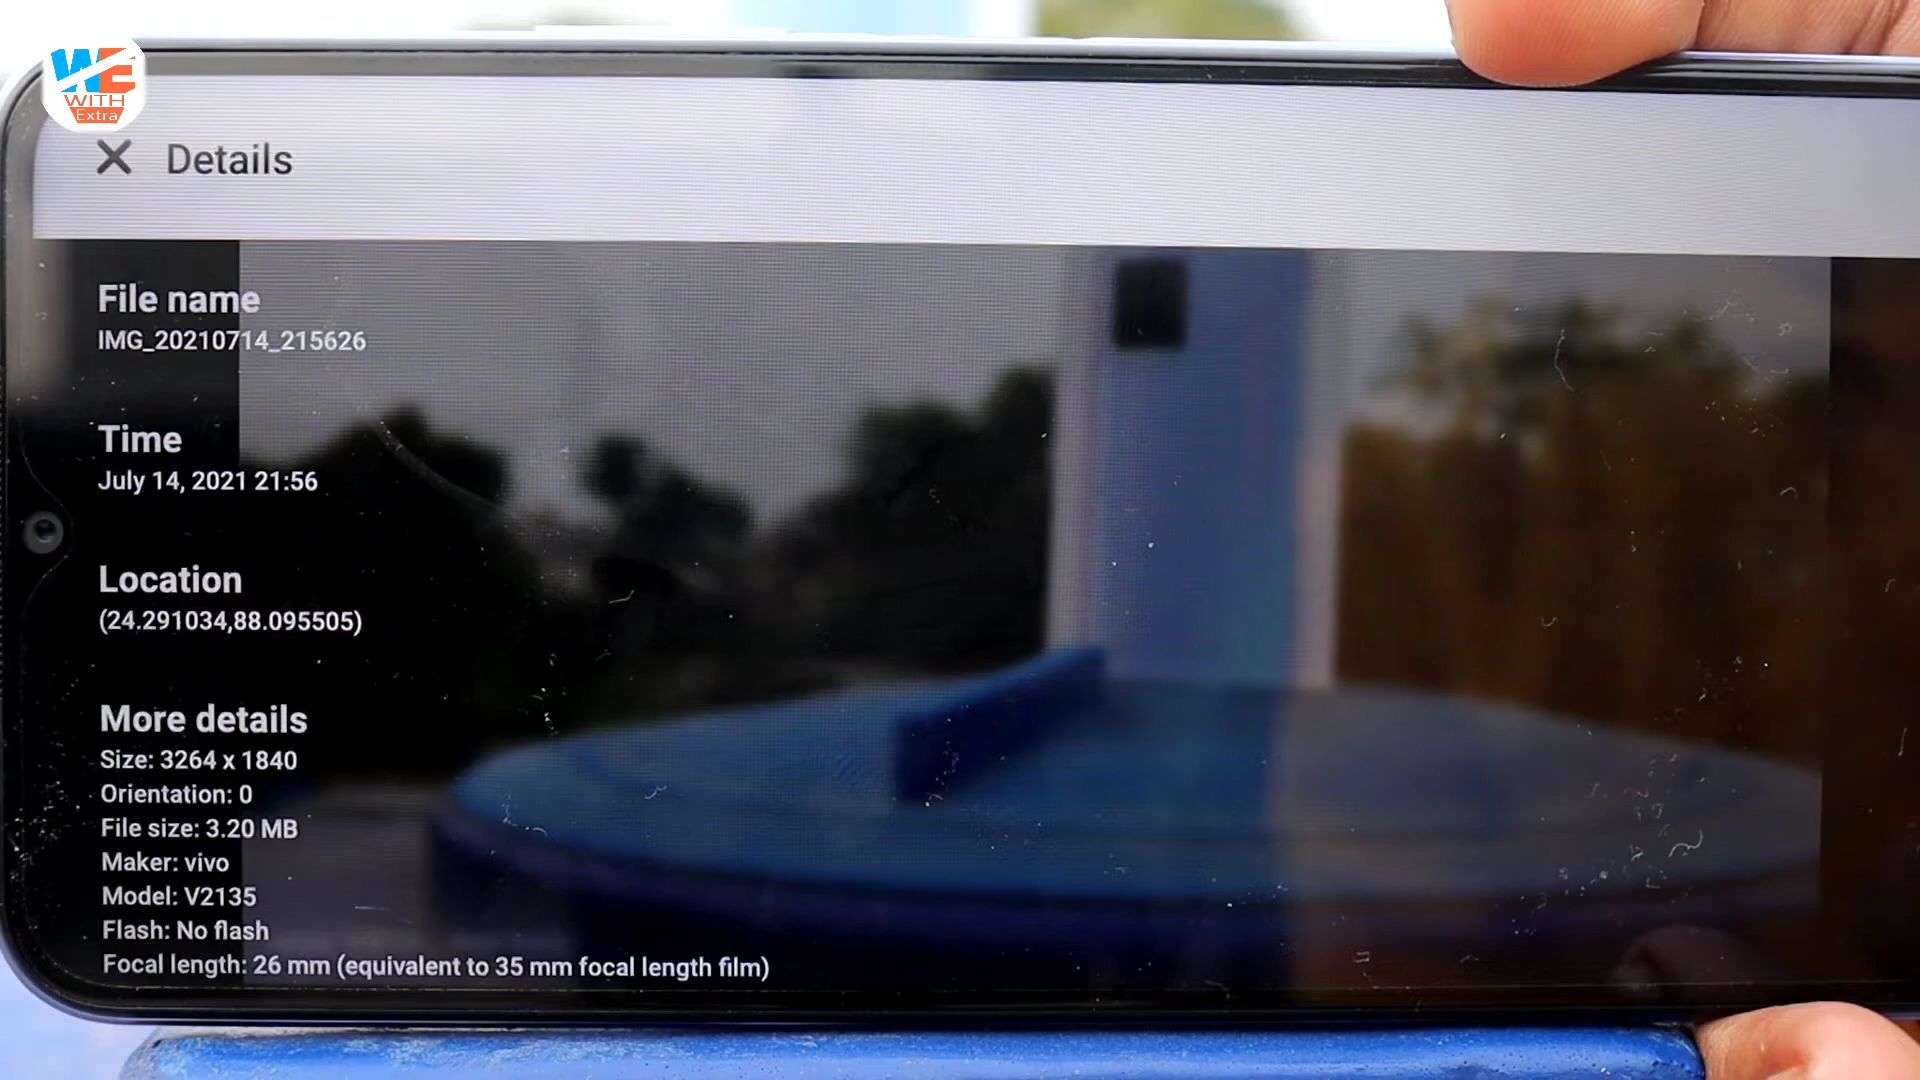 WE
WITH
Extra
Details
File name
IMG_20210714_215626
Time
July 14, 2021 21:56
Location
(24.291034,88.095505)
More details
Size: 3264 x 1840
Orientation: 0
File size: 3.20 MB
Maker: vivo
Model: V2135
Flash: No flash
Focal length: 26 mm (equivalent to 35 mm focal length film)